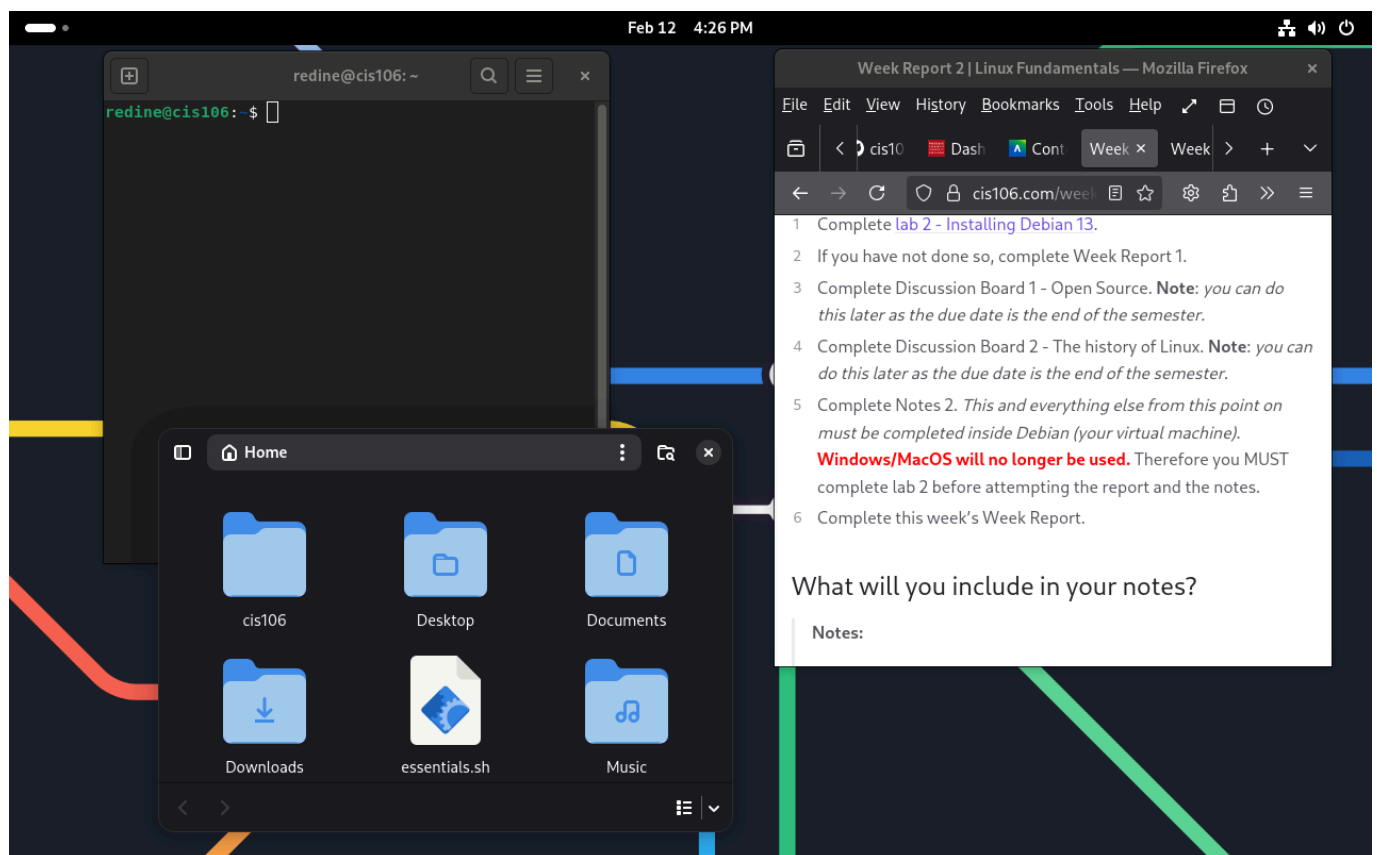 Feb 12 4:26 PM
redine@cis106: ~
redine@cis106:~$
Week Report 2 | Linux Fundamentals — Mozilla Firefox
File Edit View History Bookmarks Tools Help
cis10 Dash Cont Week Week
cis106.com/week
1 Complete lab 2 - Installing Debian 13.
2 If you have not done so, complete Week Report 1.
3 Complete Discussion Board 1 - Open Source. Note: you can do
this later as the due date is the end of the semester.
4 Complete Discussion Board 2 - The history of Linux. Note: you can
do this later as the due date is the end of the semester.
5 Complete Notes 2. This and everything else from this point on
must be completed inside Debian (your virtual machine).
Windows/MacOS will no longer be used. Therefore you MUST
complete lab 2 before attempting the report and the notes.
6 Complete this week's Week Report.
What will you include in your notes?
Notes:
Home
cis106 Desktop Documents
Downloads essentials.sh Music